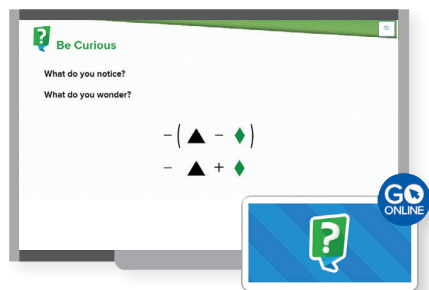 Be Curious
What do you notice?
What do you wonder?
−(▲ − ♦)
− ▲ + ♦
GO
ONLINE
?